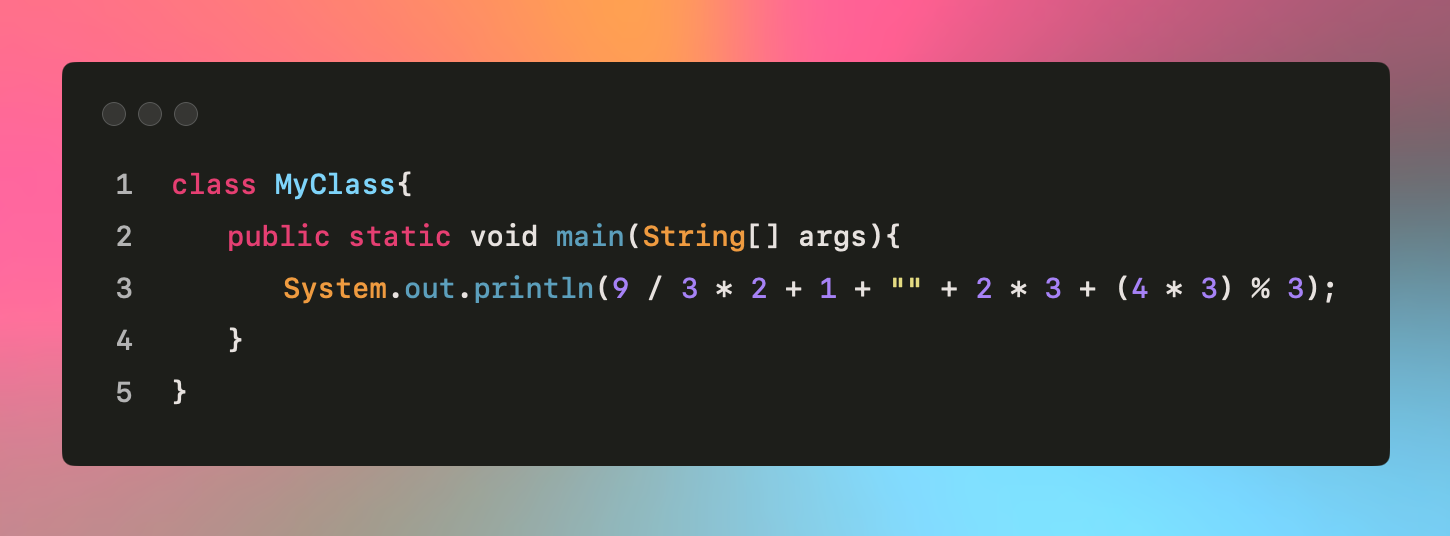 1 class MyClass{
2 public static void main(String[] args){
3 System.out.println(9 / 3 * 2 + 1 + "" + 2 * 3 + (4 * 3) % 3);
4 }
5 }